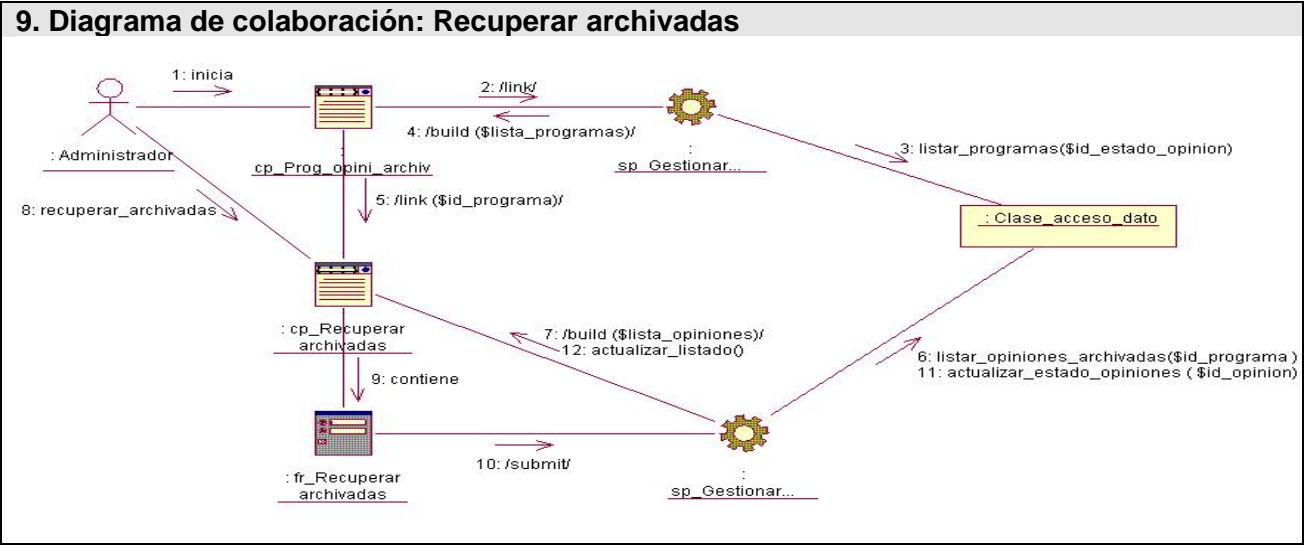 9. Diagrama de colaboración: Recuperar archivadas
1: inicia
2: /link/
4: /build ($lista_programas)/
: Administrador
:
cp_Prog_opini_archiv
:
sp_Gestionar...
3: listar_programas($id_estado_opinion)
5: /link ($id_programa)/
8: recuperar_archivadas
: Clase_acceso_dato
: cp_Recuperar
archivadas
7: /build ($lista_opiniones)/
12: actualizar_listado()
6: listar_opiniones_archivadas($id_programa )
11: actualizar_estado_opiniones ( $id_opinion)
9: contiene
10: /submit/
: fr_Recuperar
archivadas
:
sp_Gestionar...